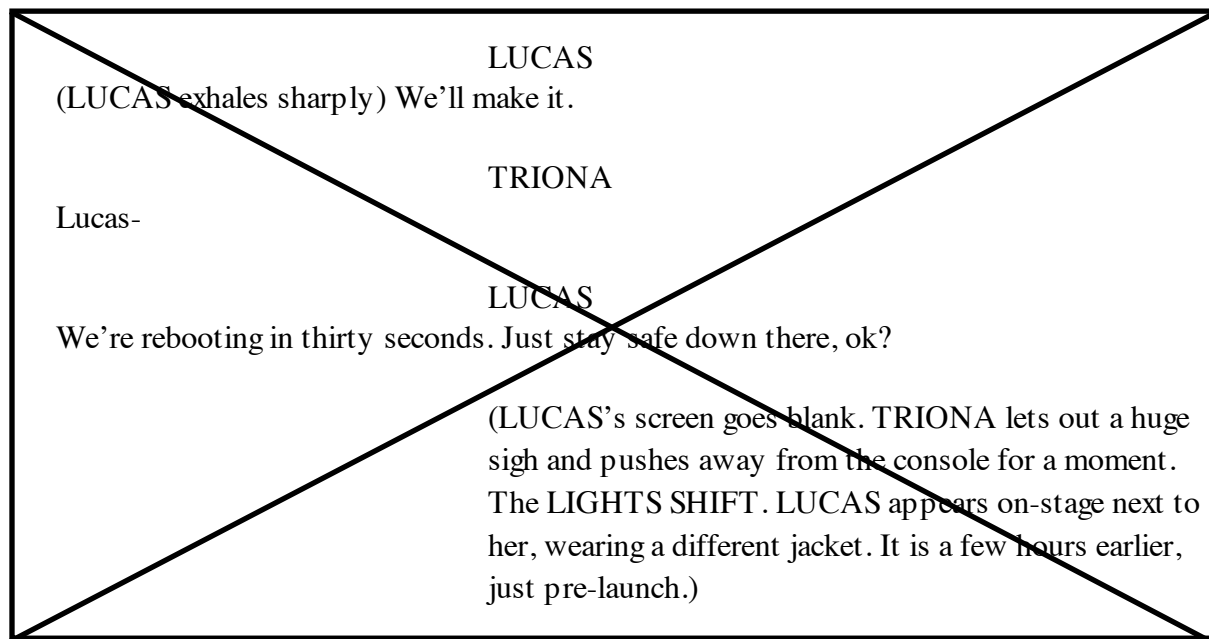 LUCAS
(LUCAS exhales sharply) We’ll make it.
TRIONA
Lucas-
LUCAS
We’re rebooting in thirty seconds. Just stay safe down there, ok?
(LUCAS’s screen goes blank. TRIONA lets out a huge
sigh and pushes away from the console for a moment.
The LIGHTS SHIFT. LUCAS appears on-stage next to
her, wearing a different jacket. It is a few hours earlier,
just pre-launch.)